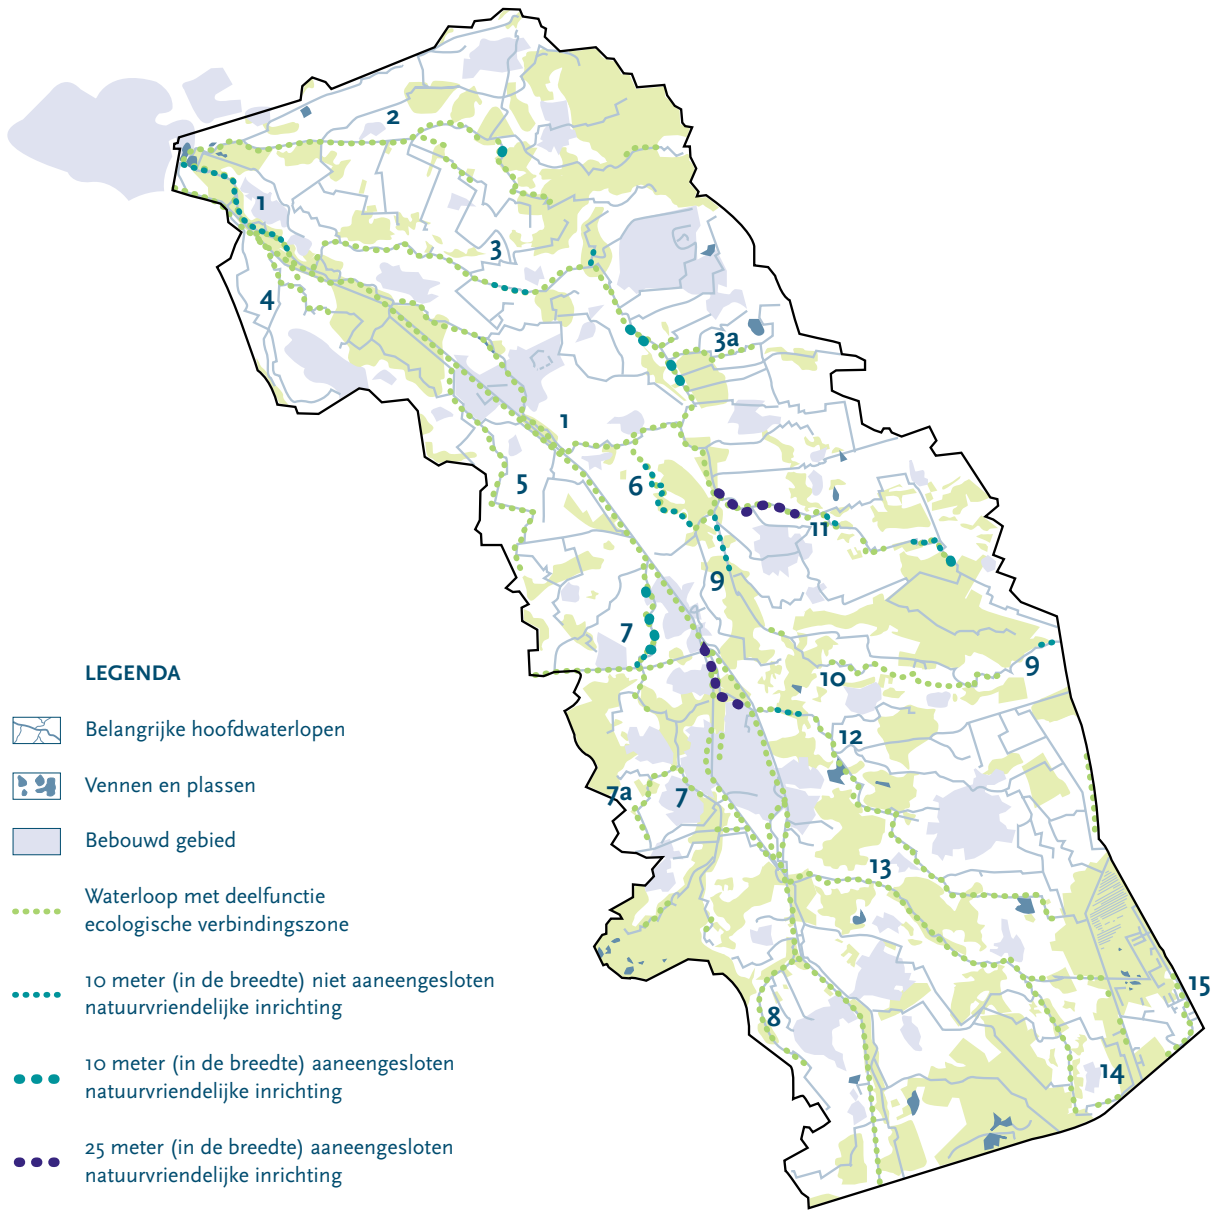 2
1
3
4
3a
1
5
6
11
9
7
9
10
12
7a
7
13
15
8
14
LEGENDA
Belangrijke hoofdwaterlopen
Vennen en plassen
Bebouwd gebied
Waterloop met deelfunctie
ecologische verbindingszone
10 meter (in de breedte) niet aaneengesloten
natuurvriendelijke inrichting
10 meter (in de breedte) aaneengesloten
natuurvriendelijke inrichting
25 meter (in de breedte) aaneengesloten
natuurvriendelijke inrichting